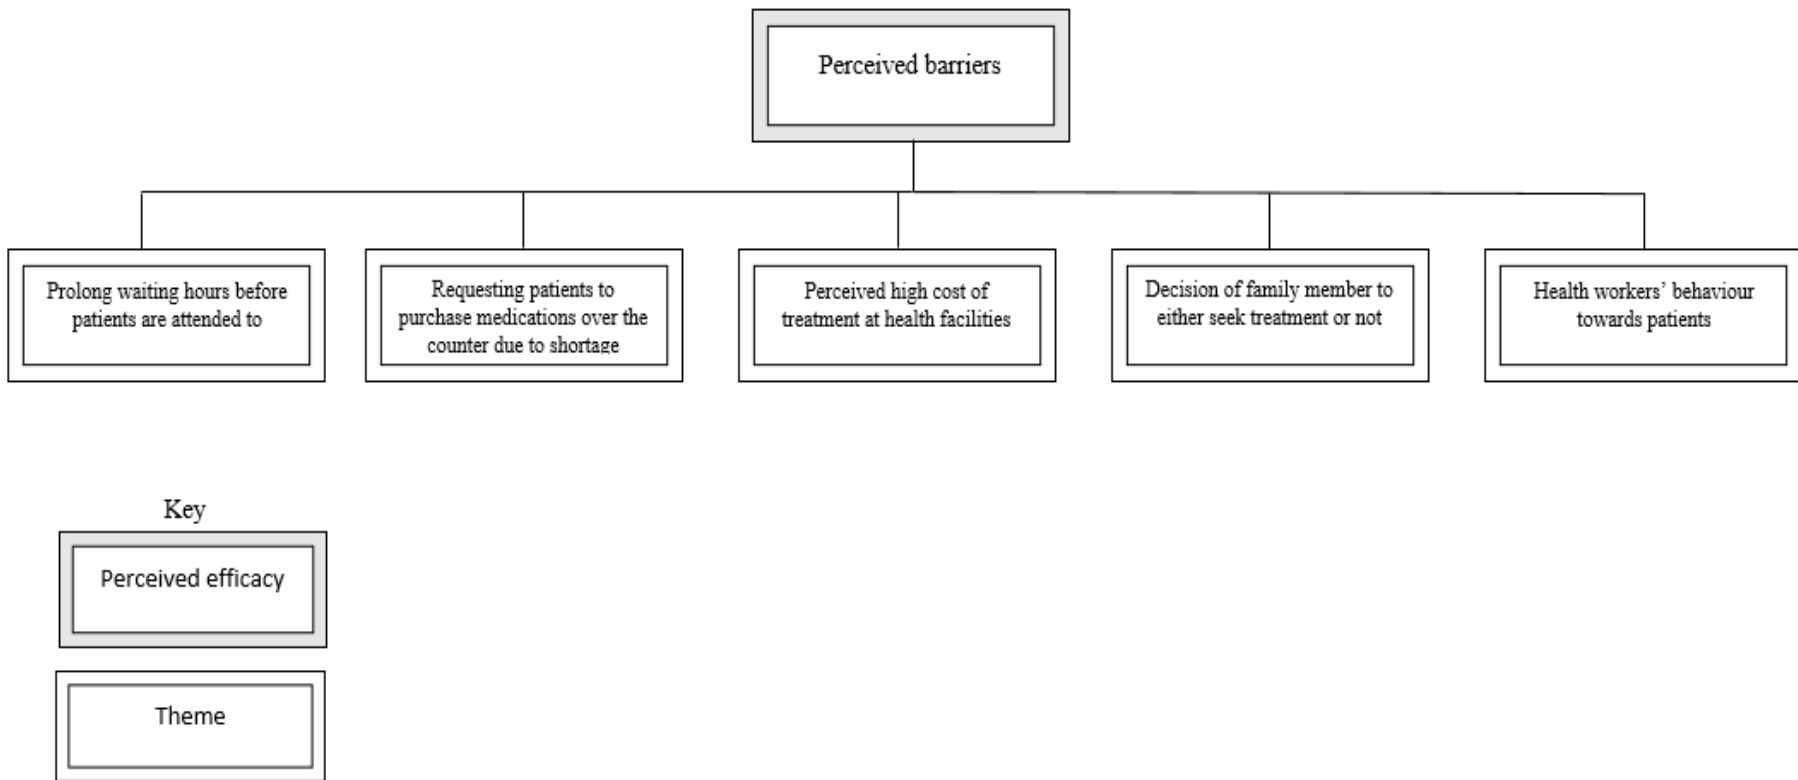 Perceived barriers
Prolong waiting hours before
patients are attended to
Requesting patients to
purchase medications over the
counter due to shortage
Perceived high cost of
treatment at health facilities
Decision of family member to
either seek treatment or not
Health workers’ behaviour
towards patients
Key
Perceived efficacy
Theme